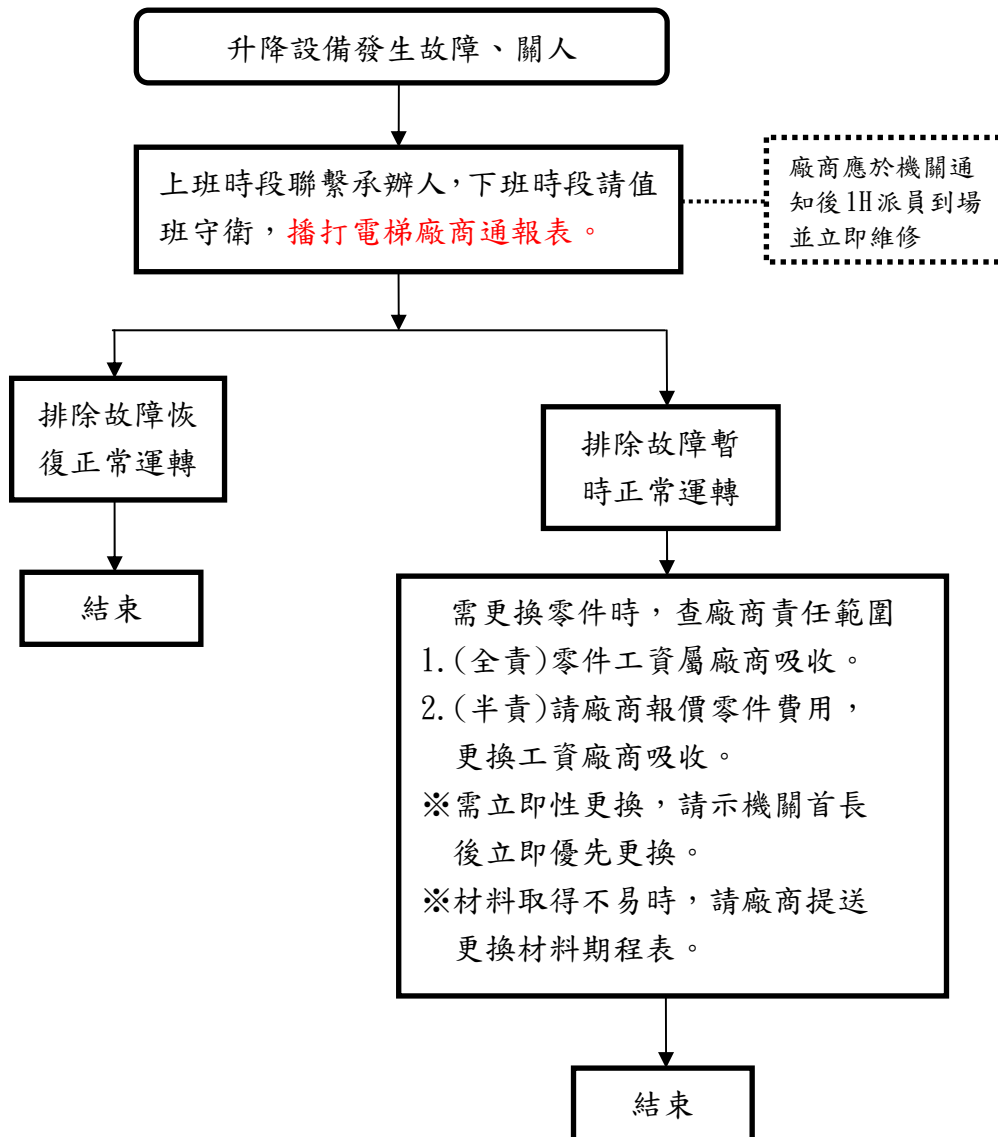 升降設備發生故障、關人
上班時段聯繫承辦人,下班時段請值
班守衛,播打電梯廠商通報表。
廠商應於機關通
知後1H派員到場
並立即維修
排除故障恢
復正常運轉
結束
排除故障暫
時正常運轉
需更換零件時,查廠商責任範圍
1.(全責)零件工資屬廠商吸收。
2.(半責)請廠商報價零件費用,
更換工資廠商吸收。
※需立即性更換,請示機關首長
後立即優先更換。
※材料取得不易時,請廠商提送
更換材料期程表。
結束